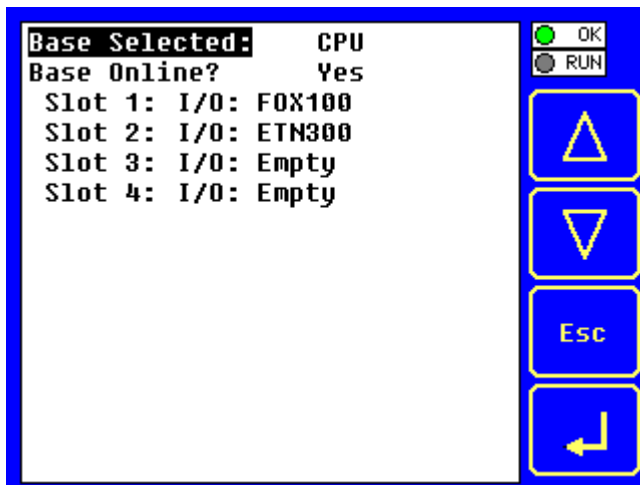 Base Selected: CPU
Base Online? Yes
Slot 1: I/O: FOX100
Slot 2: I/O: ETN300
Slot 3: I/O: Empty
Slot 4: I/O: Empty
OK
RUN
Esc